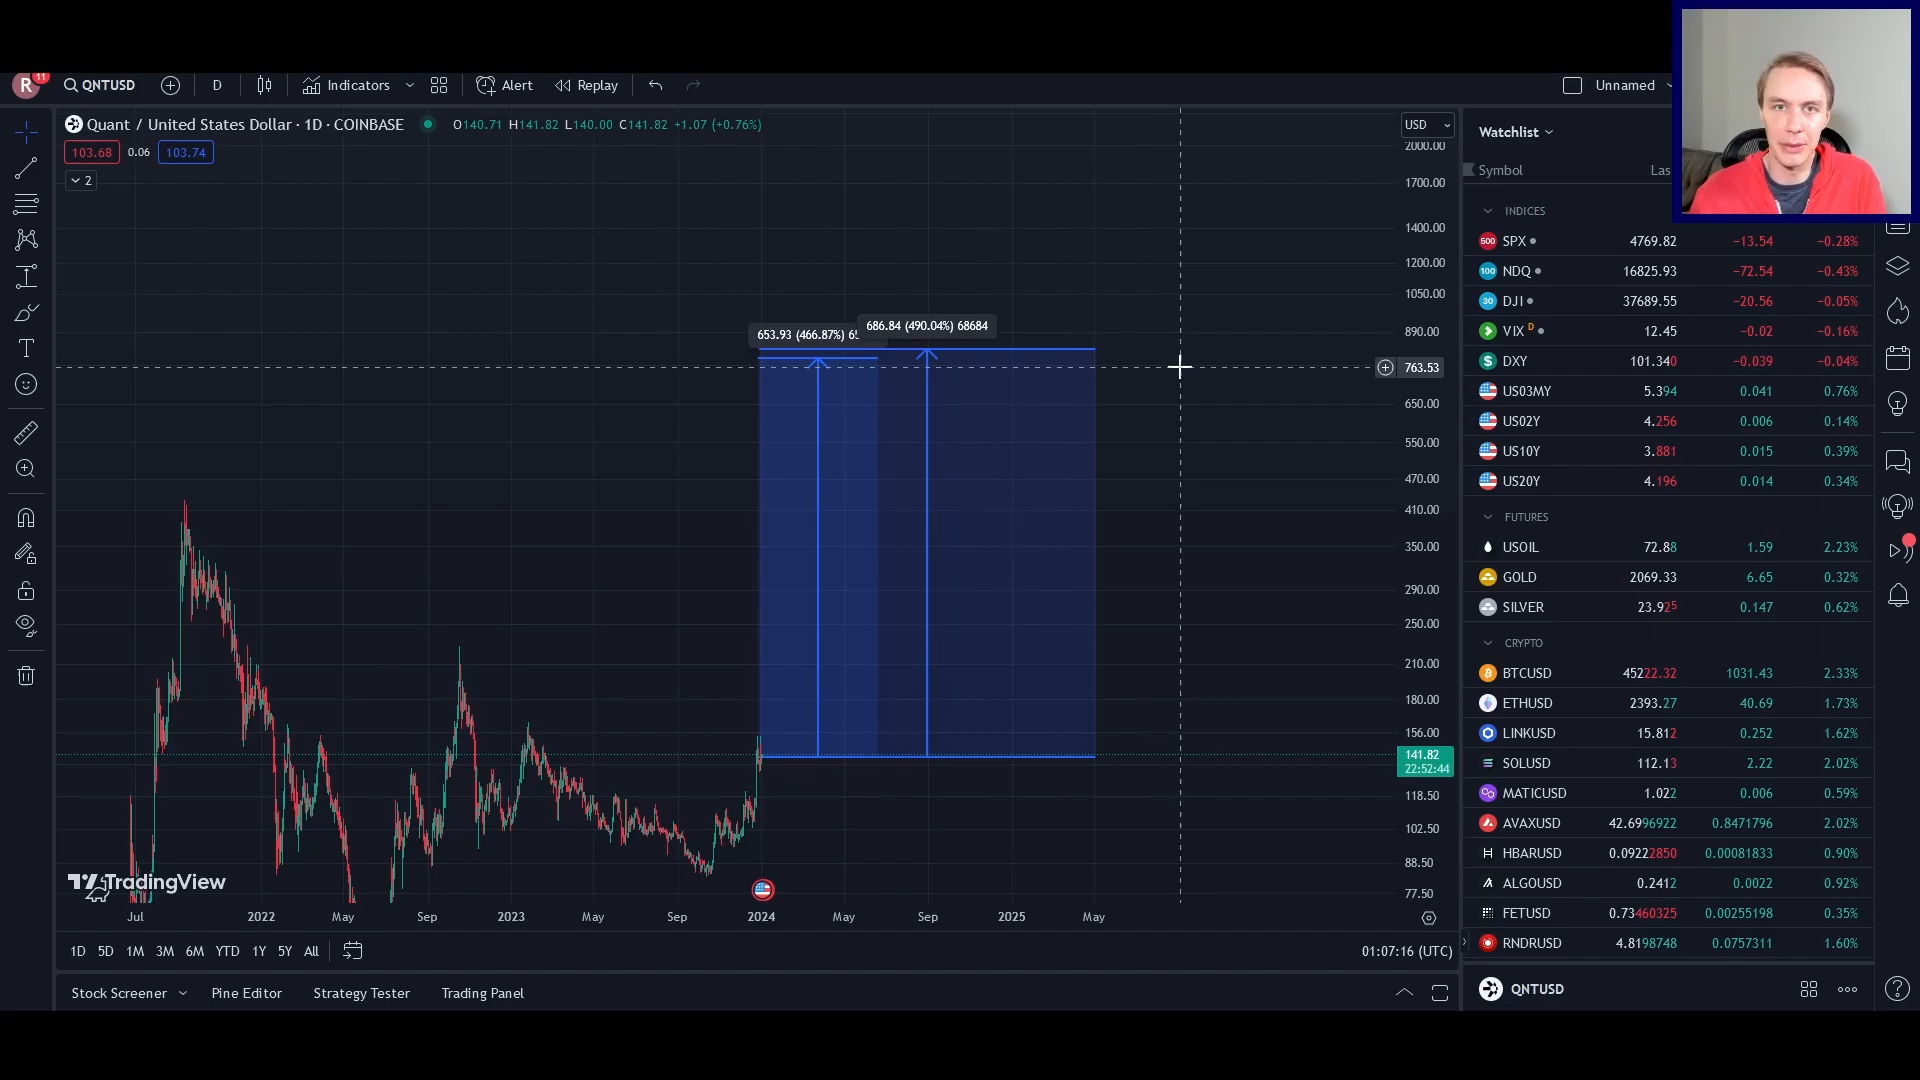 R 11 QNTUSD D Indicators Alert Replay Unnamed
Quant / United States Dollar · 1D · COINBASE O140.71 H141.82 L140.00 C141.82 +1.07 (+0.76%)
103.68 0.06 103.74
2
USD
2000.00
1700.00
1400.00
1200.00
1050.00
890.00
763.53
650.00
550.00
470.00
410.00
350.00
290.00
250.00
210.00
180.00
156.00
141.82
22:52:44
118.50
102.50
88.50
77.50
653.93 (466.87%)
686.84 (490.04%) 68684
TradingView
Jul 2022 May Sep 2023 May Sep 2024 May Sep 2025 May
1D 5D 1M 3M 6M YTD 1Y 5Y All 01:07:16 (UTC)
Stock Screener Pine Editor Strategy Tester Trading Panel
Watchlist
Symbol Las
INDICES
500 SPX 4769.82 −13.54 −0.28%
100 NDQ 16825.93 −72.54 −0.43%
30 DJI 37689.55 −20.56 −0.05%
VIX D 12.45 −0.02 −0.16%
$ DXY 101.340 −0.039 −0.04%
US03MY 5.394 0.041 0.76%
US02Y 4.256 0.006 0.14%
US10Y 3.881 0.015 0.39%
US20Y 4.196 0.014 0.34%
FUTURES
USOIL 72.88 1.59 2.23%
GOLD 2069.33 6.65 0.32%
SILVER 23.925 0.147 0.62%
CRYPTO
BTCUSD 45222.32 1031.43 2.33%
ETHUSD 2393.27 40.69 1.73%
LINKUSD 15.812 0.252 1.62%
SOLUSD 112.13 2.22 2.02%
MATICUSD 1.022 0.006 0.59%
AVAXUSD 42.6996922 0.8471796 2.02%
HBARUSD 0.09222850 0.00081833 0.90%
ALGOUSD 0.2412 0.0022 0.92%
FETUSD 0.73460325 0.00255198 0.35%
RNDRUSD 4.8198748 0.0757311 1.60%
QNTUSD